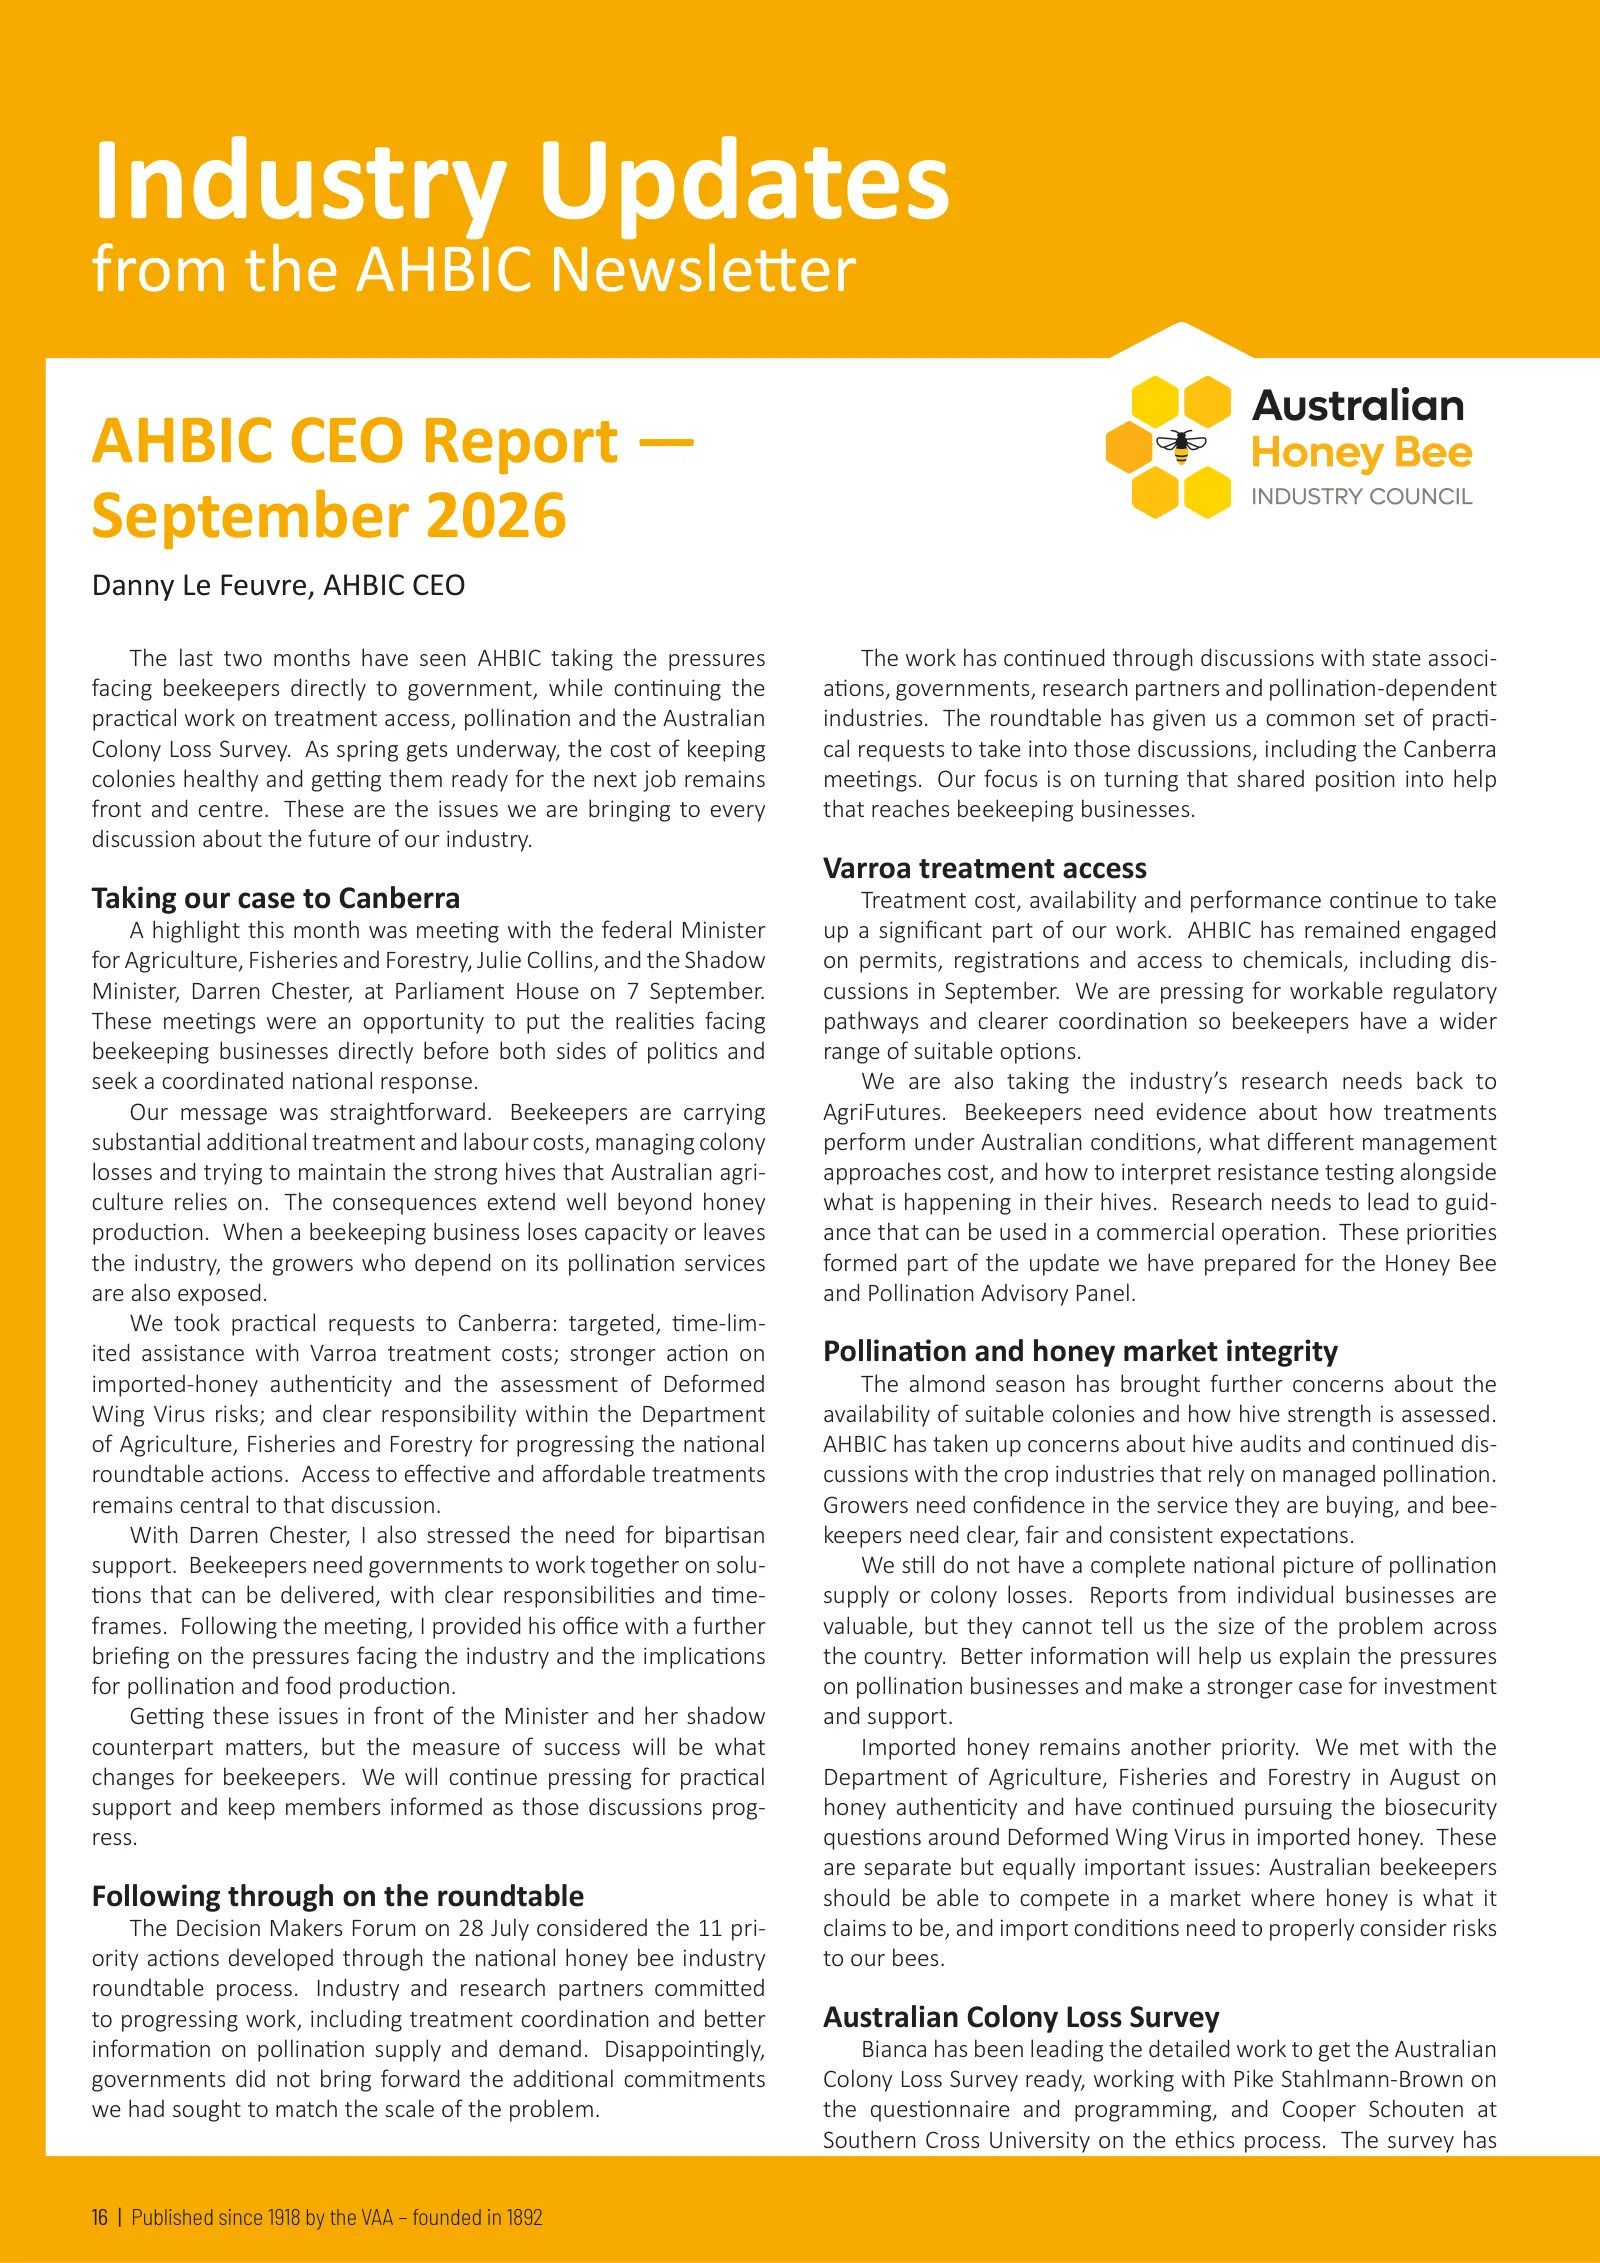 Industry Updates
from the AHBIC Newsletter
AHBIC CEO Report —
September 2026
Danny Le Feuvre, AHBIC CEO
Australian
Honey Bee
INDUSTRY COUNCIL
The last two months have seen AHBIC taking the pressures
facing beekeepers directly to government, while continuing the
practical work on treatment access, pollination and the Australian
Colony Loss Survey. As spring gets underway, the cost of keeping
colonies healthy and getting them ready for the next job remains
front and centre. These are the issues we are bringing to every
discussion about the future of our industry.
Taking our case to Canberra
A highlight this month was meeting with the federal Minister
for Agriculture, Fisheries and Forestry, Julie Collins, and the Shadow
Minister, Darren Chester, at Parliament House on 7 September.
These meetings were an opportunity to put the realities facing
beekeeping businesses directly before both sides of politics and
seek a coordinated national response.
Our message was straightforward. Beekeepers are carrying
substantial additional treatment and labour costs, managing colony
losses and trying to maintain the strong hives that Australian agri-
culture relies on. The consequences extend well beyond honey
production. When a beekeeping business loses capacity or leaves
the industry, the growers who depend on its pollination services
are also exposed.
We took practical requests to Canberra: targeted, time-lim-
ited assistance with Varroa treatment costs; stronger action on
imported-honey authenticity and the assessment of Deformed
Wing Virus risks; and clear responsibility within the Department
of Agriculture, Fisheries and Forestry for progressing the national
roundtable actions. Access to effective and affordable treatments
remains central to that discussion.
With Darren Chester, I also stressed the need for bipartisan
support. Beekeepers need governments to work together on solu-
tions that can be delivered, with clear responsibilities and time-
frames. Following the meeting, I provided his office with a further
briefing on the pressures facing the industry and the implications
for pollination and food production.
Getting these issues in front of the Minister and her shadow
counterpart matters, but the measure of success will be what
changes for beekeepers. We will continue pressing for practical
support and keep members informed as those discussions prog-
ress.
Following through on the roundtable
The Decision Makers Forum on 28 July considered the 11 pri-
ority actions developed through the national honey bee industry
roundtable process. Industry and research partners committed
to progressing work, including treatment coordination and better
information on pollination supply and demand. Disappointingly,
governments did not bring forward the additional commitments
we had sought to match the scale of the problem.
The work has continued through discussions with state associ-
ations, governments, research partners and pollination-dependent
industries. The roundtable has given us a common set of practi-
cal requests to take into those discussions, including the Canberra
meetings. Our focus is on turning that shared position into help
that reaches beekeeping businesses.
Varroa treatment access
Treatment cost, availability and performance continue to take
up a significant part of our work. AHBIC has remained engaged
on permits, registrations and access to chemicals, including dis-
cussions in September. We are pressing for workable regulatory
pathways and clearer coordination so beekeepers have a wider
range of suitable options.
We are also taking the industry’s research needs back to
AgriFutures. Beekeepers need evidence about how treatments
perform under Australian conditions, what different management
approaches cost, and how to interpret resistance testing alongside
what is happening in their hives. Research needs to lead to guid-
ance that can be used in a commercial operation. These priorities
formed part of the update we have prepared for the Honey Bee
and Pollination Advisory Panel.
Pollination and honey market integrity
The almond season has brought further concerns about the
availability of suitable colonies and how hive strength is assessed.
AHBIC has taken up concerns about hive audits and continued dis-
cussions with the crop industries that rely on managed pollination.
Growers need confidence in the service they are buying, and bee-
keepers need clear, fair and consistent expectations.
We still do not have a complete national picture of pollination
supply or colony losses. Reports from individual businesses are
valuable, but they cannot tell us the size of the problem across
the country. Better information will help us explain the pressures
on pollination businesses and make a stronger case for investment
and support.
Imported honey remains another priority. We met with the
Department of Agriculture, Fisheries and Forestry in August on
honey authenticity and have continued pursuing the biosecurity
questions around Deformed Wing Virus in imported honey. These
are separate but equally important issues: Australian beekeepers
should be able to compete in a market where honey is what it
claims to be, and import conditions need to properly consider risks
to our bees.
Australian Colony Loss Survey
Bianca has been leading the detailed work to get the Australian
Colony Loss Survey ready, working with Pike Stahlmann-Brown on
the questionnaire and programming, and Cooper Schouten at
Southern Cross University on the ethics process. The survey has
16 | Published since 1918 by the VAA – founded in 1892